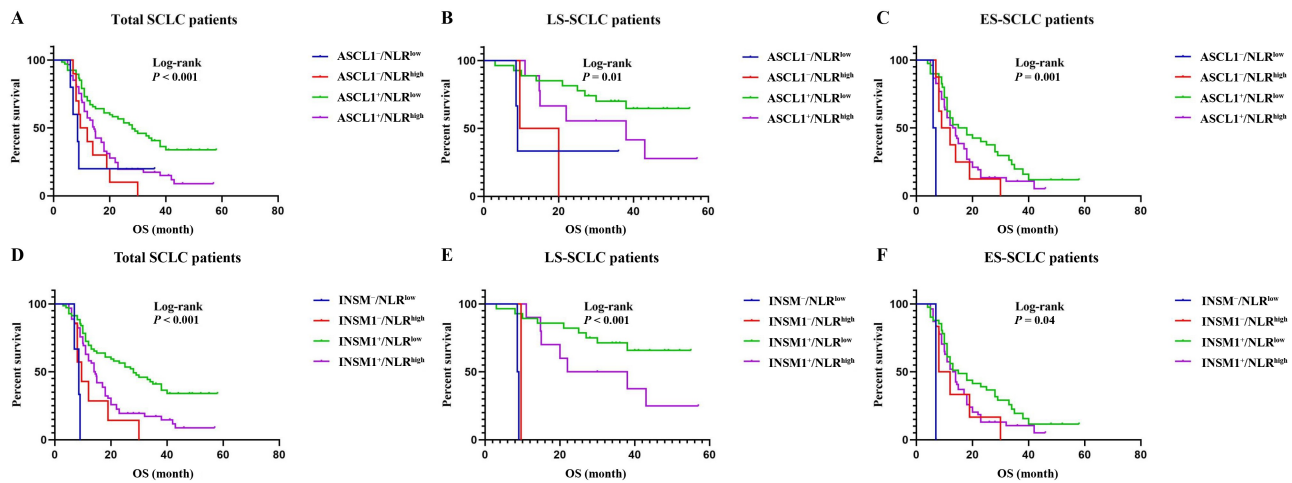 A
Total SCLC patients
Percent survival
100
50
0
0 20 40 60 80
OS (month)
Log-rank
P < 0.001
ASCL1⁻/NLRˡᵒʷ
ASCL1⁻/NLRʰⁱᵍʰ
ASCL1⁺/NLRˡᵒʷ
ASCL1⁺/NLRʰⁱᵍʰ
B
LS-SCLC patients
Percent survival
100
50
0
0 20 40 60
OS (month)
Log-rank
P = 0.01
ASCL1⁻/NLRˡᵒʷ
ASCL1⁻/NLRʰⁱᵍʰ
ASCL1⁺/NLRˡᵒʷ
ASCL1⁺/NLRʰⁱᵍʰ
C
ES-SCLC patients
Percent survival
100
50
0
0 20 40 60 80
OS (month)
Log-rank
P = 0.001
ASCL1⁻/NLRˡᵒʷ
ASCL1⁻/NLRʰⁱᵍʰ
ASCL1⁺/NLRˡᵒʷ
ASCL1⁺/NLRʰⁱᵍʰ
D
Total SCLC patients
Percent survival
100
50
0
0 20 40 60 80
OS (month)
Log-rank
P < 0.001
INSM⁻/NLRˡᵒʷ
INSM1⁻/NLRʰⁱᵍʰ
INSM1⁺/NLRˡᵒʷ
INSM1⁺/NLRʰⁱᵍʰ
E
LS-SCLC patients
Percent survival
100
50
0
0 20 40 60
OS (month)
Log-rank
P < 0.001
INSM⁻/NLRˡᵒʷ
INSM1⁻/NLRʰⁱᵍʰ
INSM1⁺/NLRˡᵒʷ
INSM1⁺/NLRʰⁱᵍʰ
F
ES-SCLC patients
Percent survival
100
50
0
0 20 40 60 80
OS (month)
Log-rank
P = 0.04
INSM⁻/NLRˡᵒʷ
INSM1⁻/NLRʰⁱᵍʰ
INSM1⁺/NLRˡᵒʷ
INSM1⁺/NLRʰⁱᵍʰ